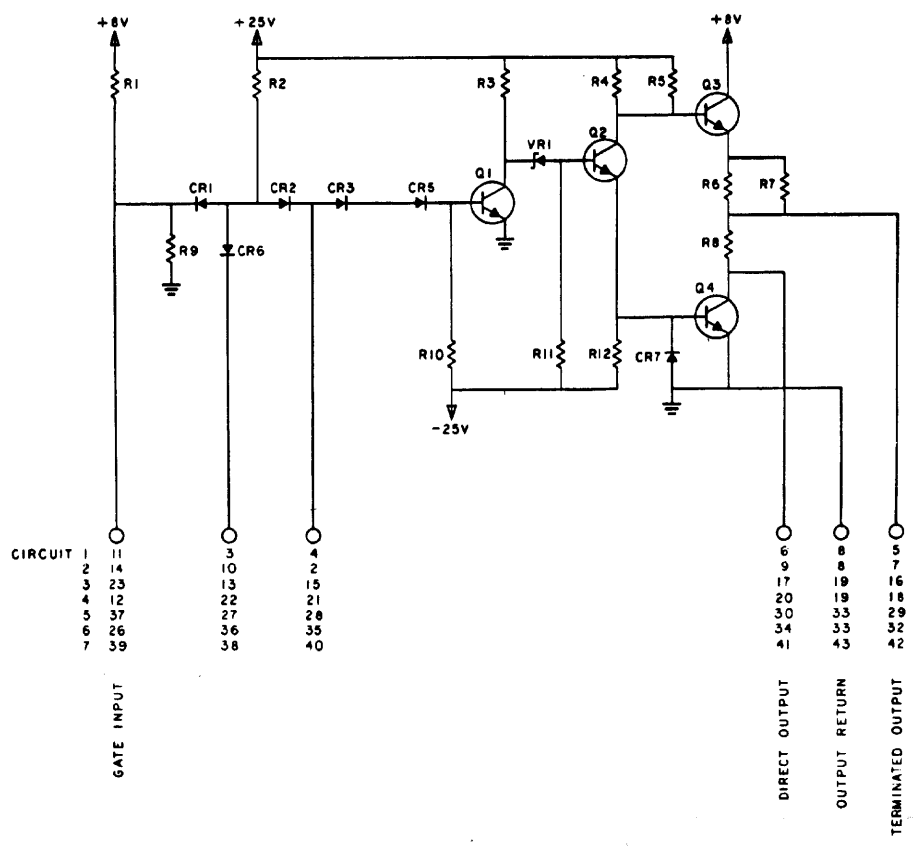 +8V +25V +8V
R1 R2 R3 R4 R5 Q3
VR1 Q2
Q1 R6 R7
CR1 CR2 CR3 CR5
R9 CR6 R8
Q4
R10 R11 R12 CR7
-25V
CIRCUIT 1 11 3 4 6 8 5
2 14 10 2 9 8 7
3 23 13 15 17 19 16
4 12 22 21 20 19 18
5 37 27 28 30 33 29
6 26 36 35 34 33 32
7 39 38 40 41 43 42
GATE INPUT
DIRECT OUTPUT
OUTPUT RETURN
TERMINATED OUTPUT